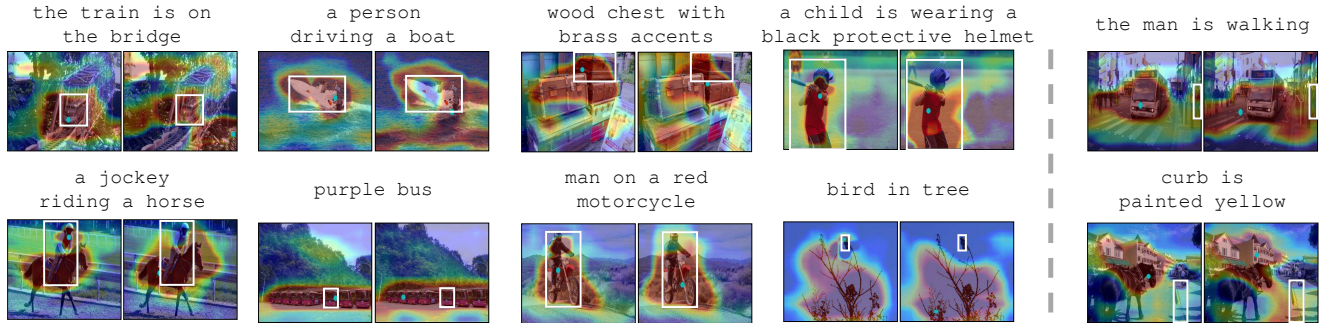 the train is on
the bridge
a person
driving a boat
wood chest with
brass accents
a child is wearing a
black protective helmet
the man is walking
a jockey
riding a horse
purple bus
man on a red
motorcycle
bird in tree
curb is
painted yellow